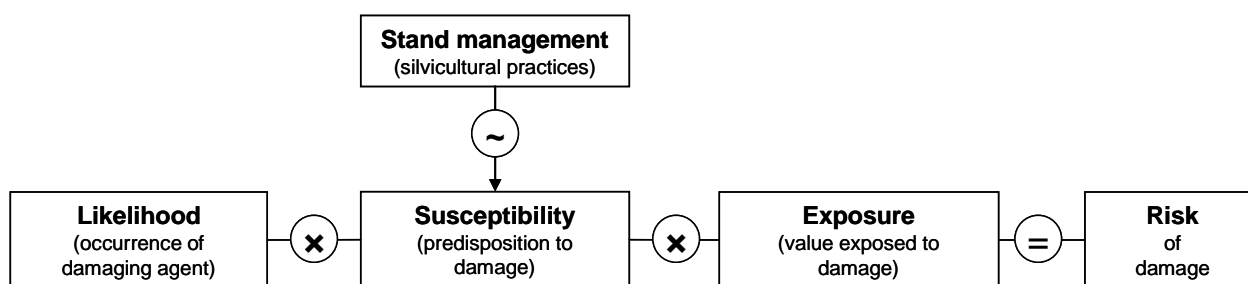 Stand management
(silvicultural practices)
~
Likelihood
(occurrence of
damaging agent)
×
Susceptibility
(predisposition to
damage)
×
Exposure
(value exposed to
damage)
=
Risk
of
damage